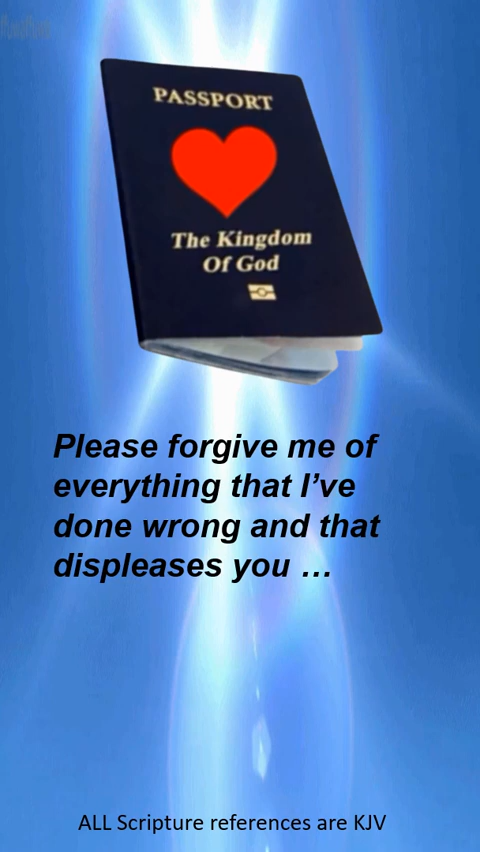 PASSPORT
The Kingdom
Of God
Please forgive me of
everything that I've
done wrong and that
displeases you …
ALL Scripture references are KJV